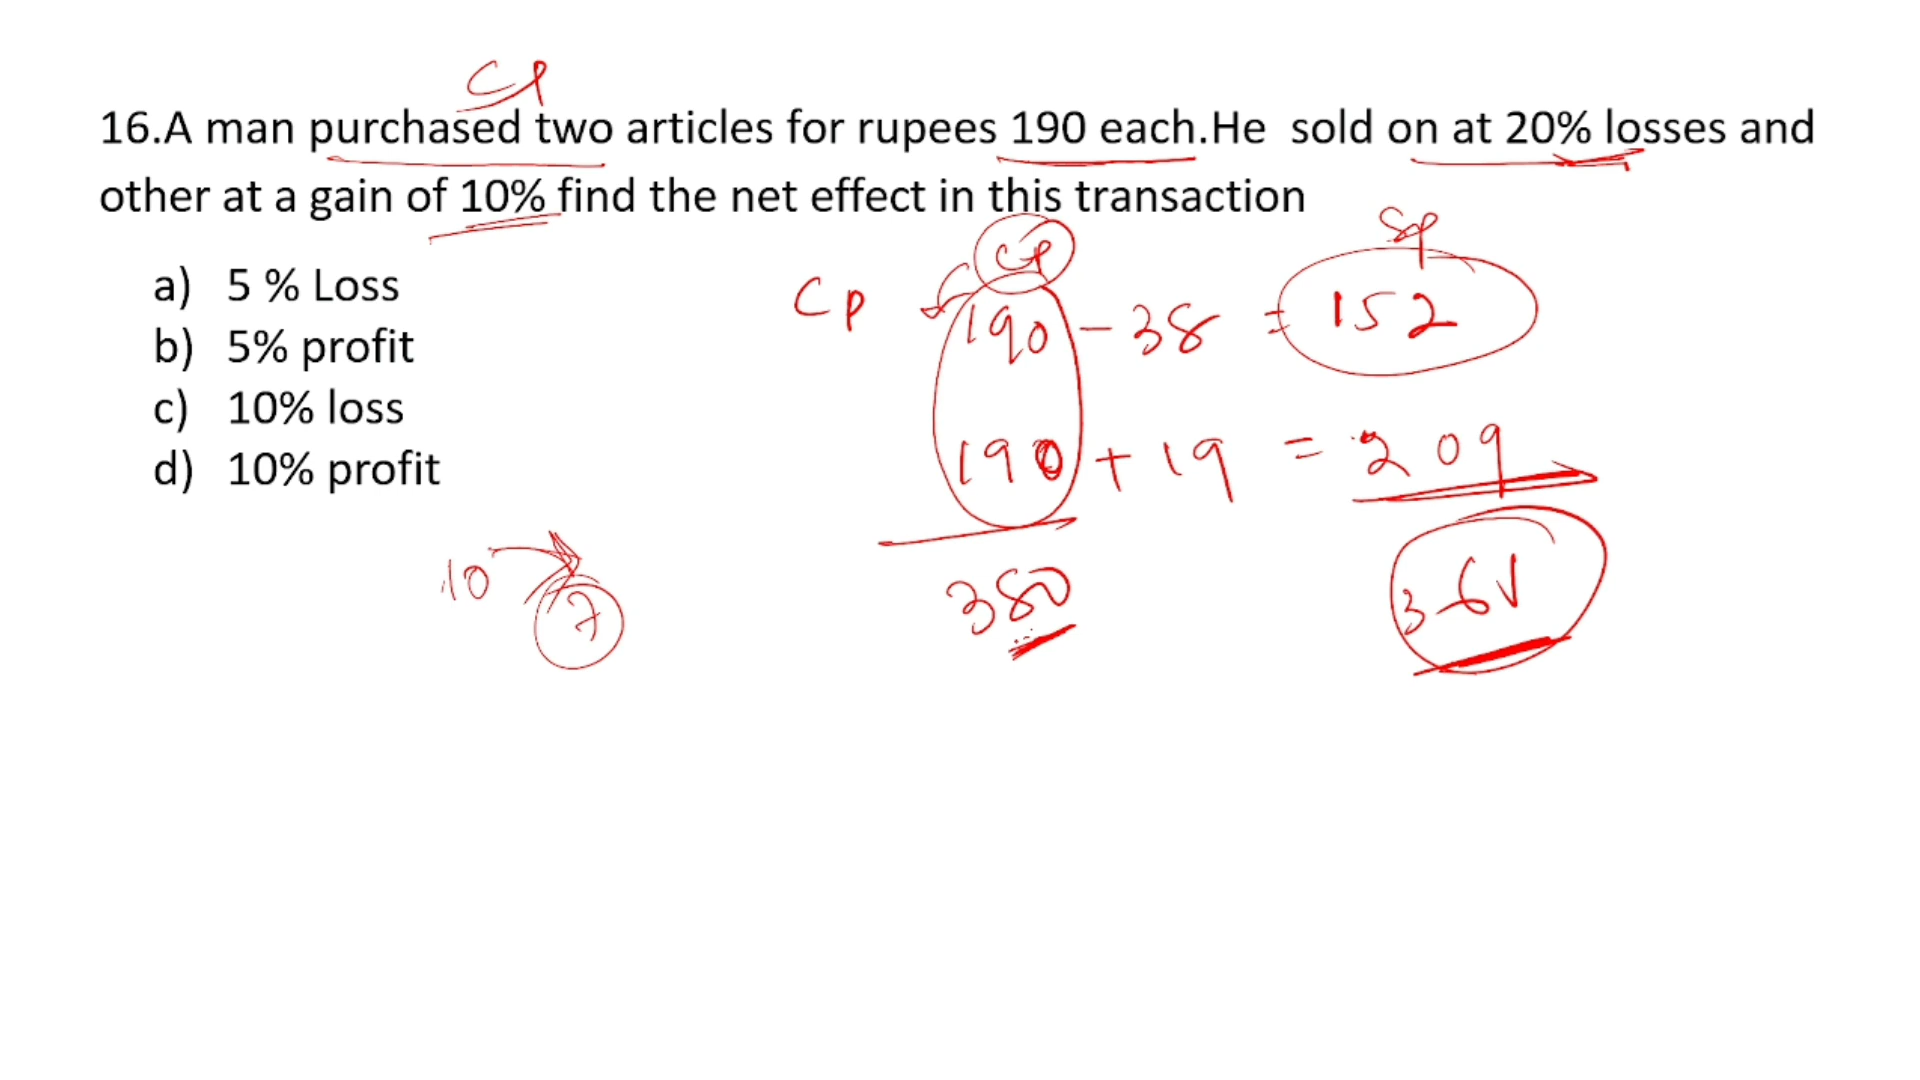 CP
16.A man purchased two articles for rupees 190 each.He sold on at 20% losses and
other at a gain of 10% find the net effect in this transaction
a) 5 % Loss
b) 5% profit
c) 10% loss
d) 10% profit
CP SP
CP 190 - 38 = 152
190 + 19 = 209
380 361
10 7